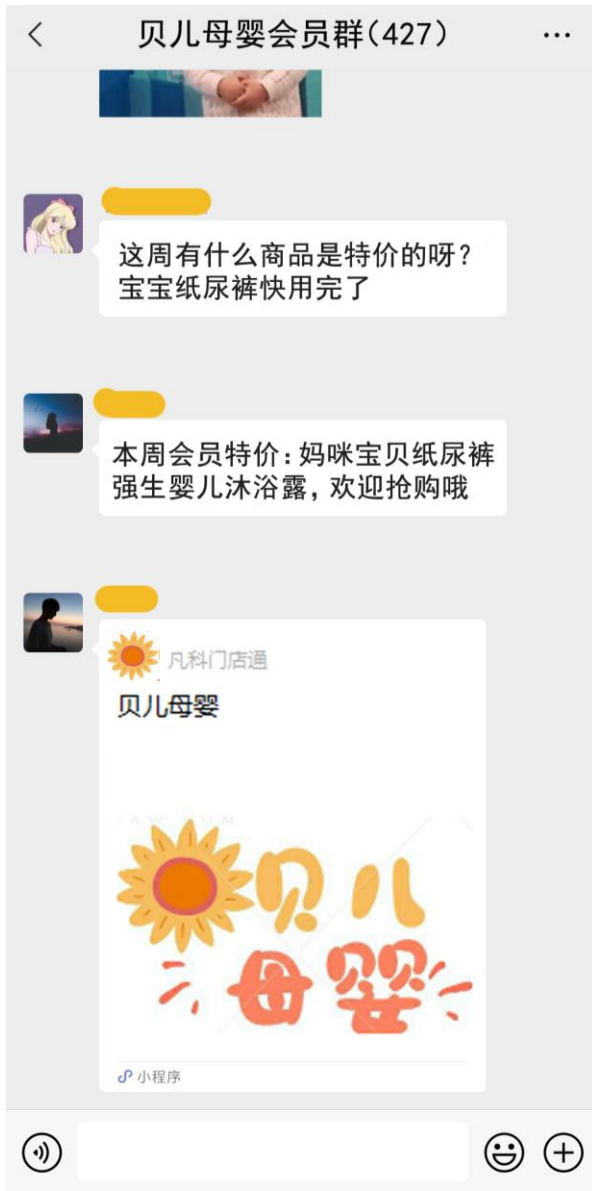 贝儿母婴会员群(427)
这周有什么商品是特价的呀?
宝宝纸尿裤快用完了
本周会员特价:妈咪宝贝纸尿裤
强生婴儿沐浴露,欢迎抢购哦
凡科门店通
贝儿母婴
贝儿
母婴
小程序